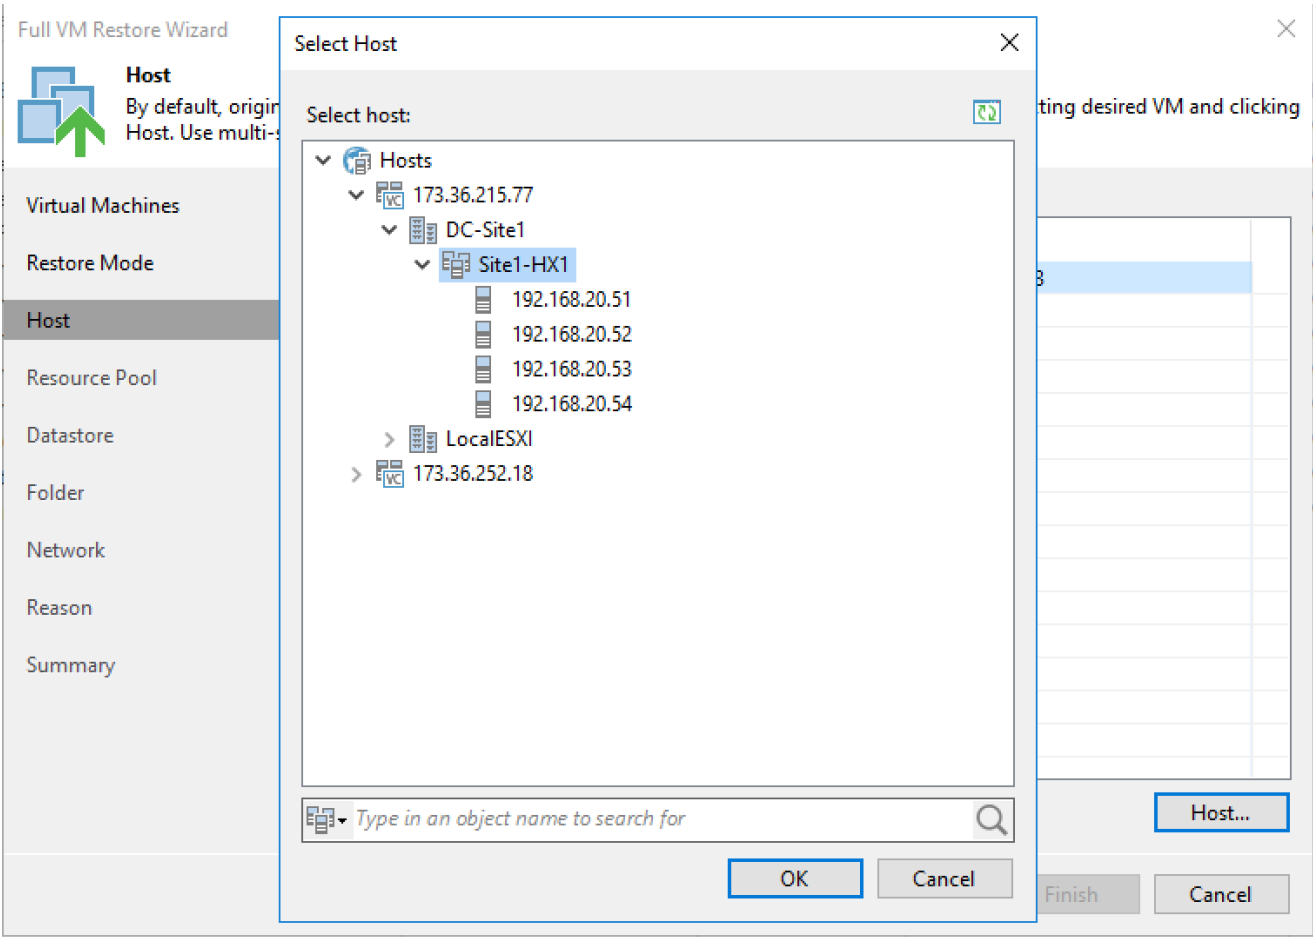 Full VM Restore Wizard
Host
By default, origin
Host. Use multi-s
tting desired VM and clicking
Virtual Machines
Restore Mode
Host
Resource Pool
Datastore
Folder
Network
Reason
Summary
Select Host
Select host:
Hosts
VC 173.36.215.77
DC-Site1
Site1-HX1
192.168.20.51
192.168.20.52
192.168.20.53
192.168.20.54
LocalESXI
VC 173.36.252.18
Type in an object name to search for
OK
Cancel
Host...
Finish
Cancel